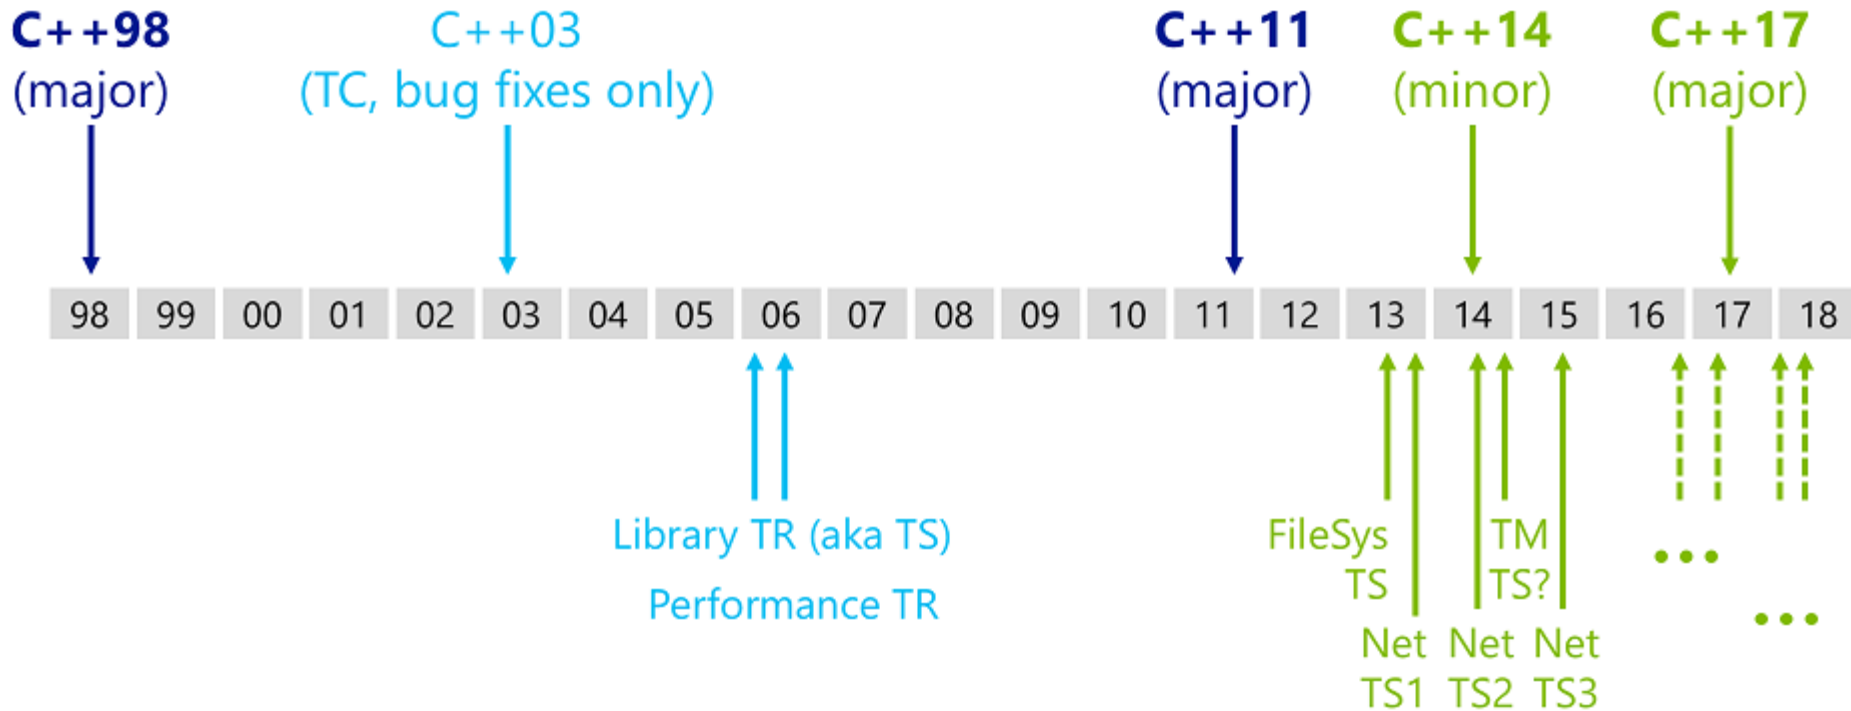 C++98
(major)
C++03
(TC, bug fixes only)
C++11
(major)
C++14
(minor)
C++17
(major)
98 99 00 01 02 03 04 05 06 07 08 09 10 11 12 13 14 15 16 17 18
Library TR (aka TS)
Performance TR
FileSys
TS
TM
TS?
...
...
Net
TS1
Net
TS2
Net
TS3